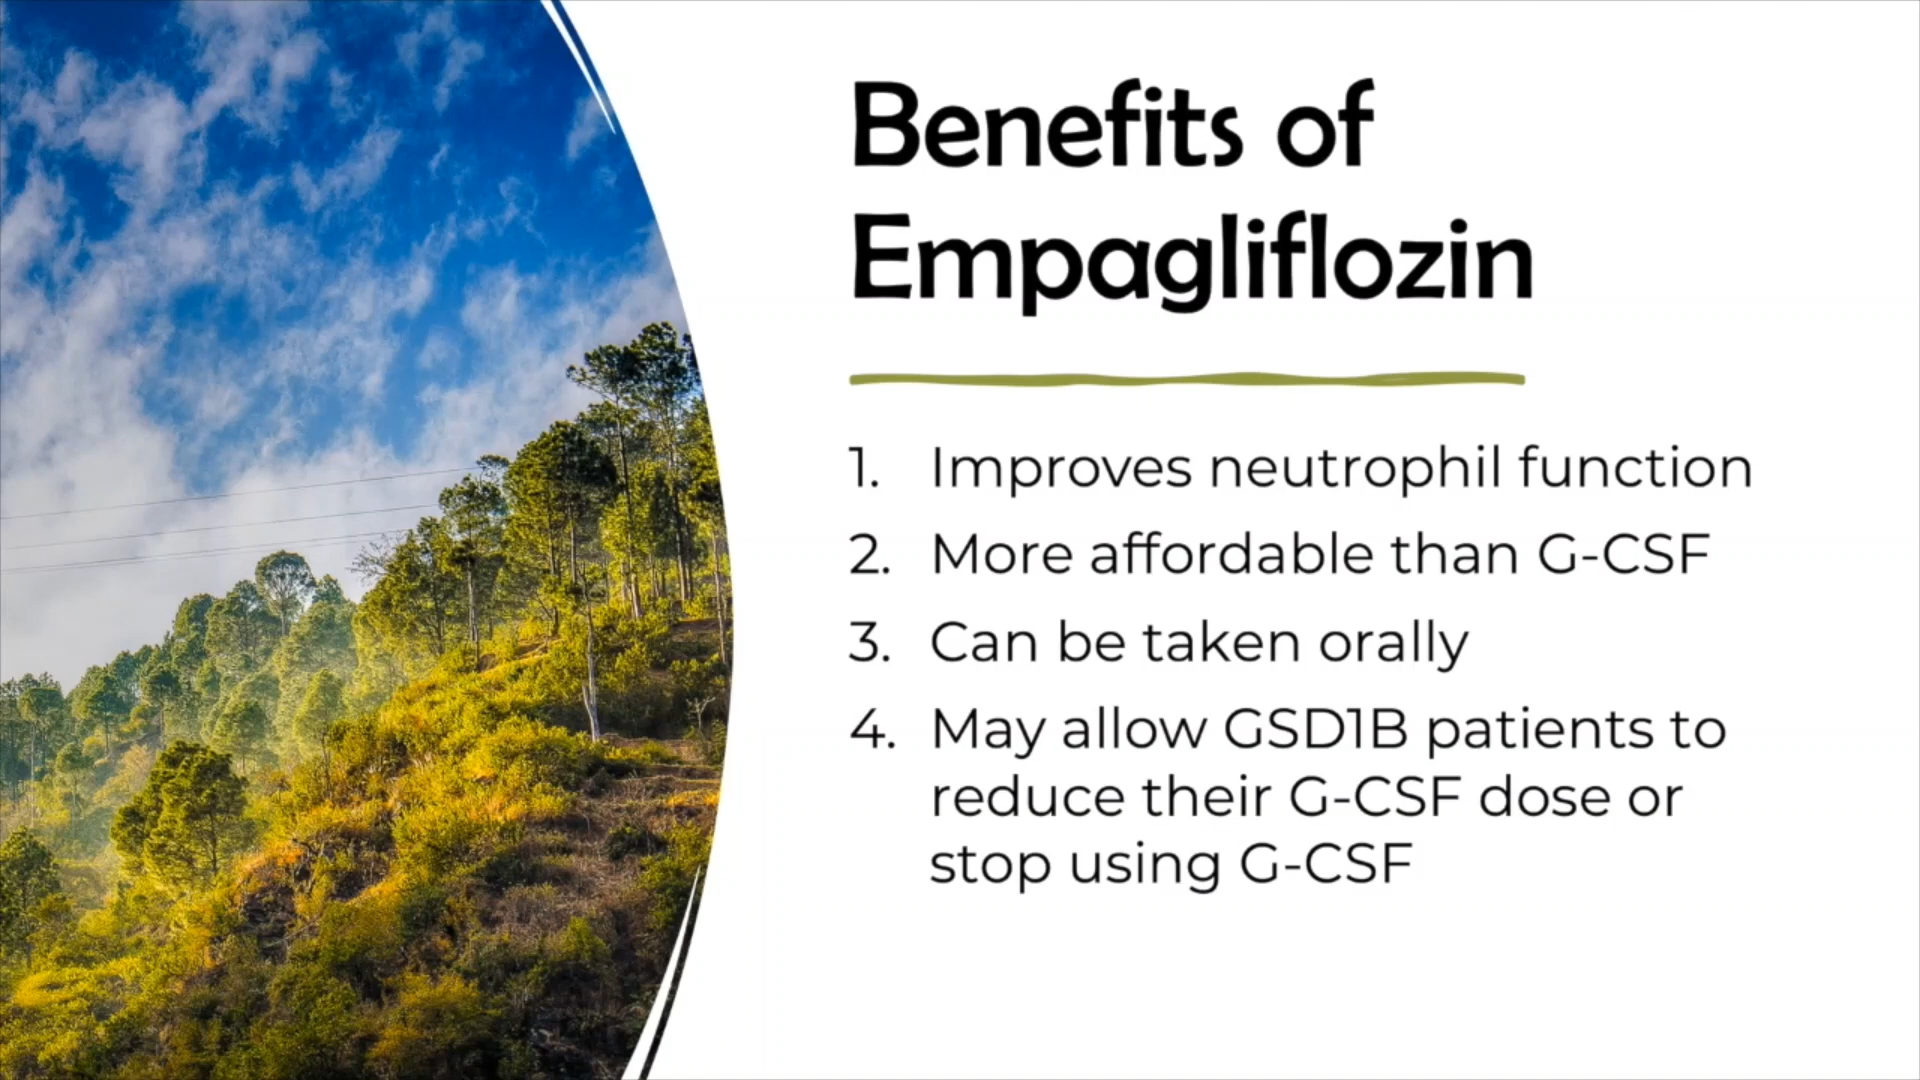 Benefits of
Empagliflozin
1. Improves neutrophil function
2. More affordable than G-CSF
3. Can be taken orally
4. May allow GSD1B patients to
reduce their G-CSF dose or
stop using G-CSF